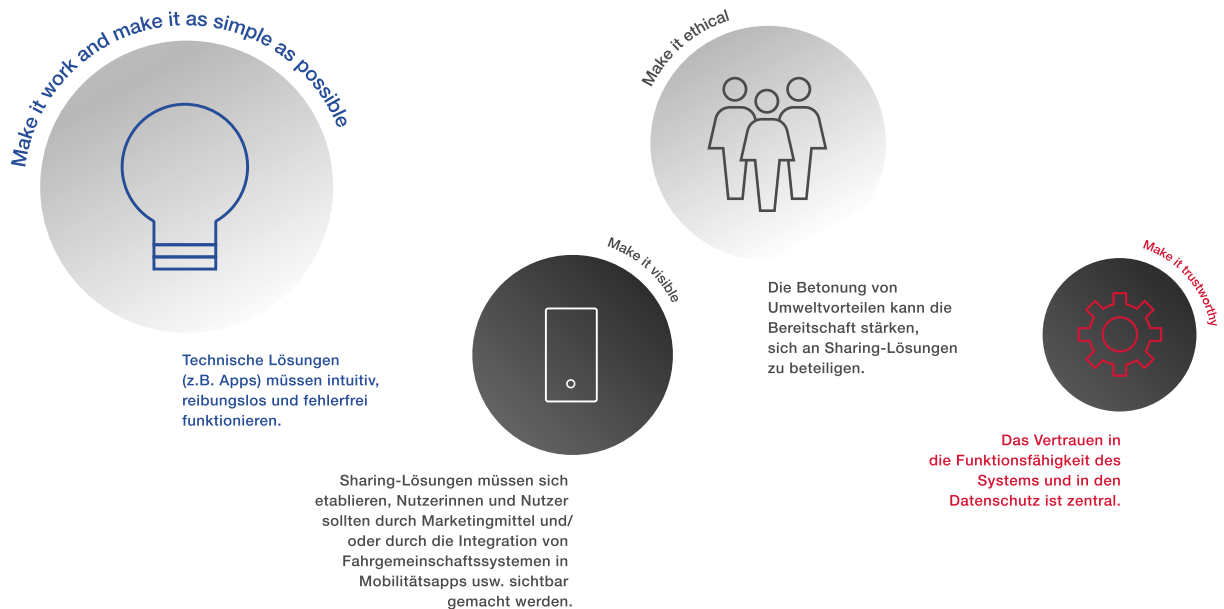 Make it work and make it as simple as possible
Technische Lösungen
(z.B. Apps) müssen intuitiv,
reibungslos und fehlerfrei
funktionieren.
Make it visible
Sharing-Lösungen müssen sich
etablieren, Nutzerinnen und Nutzer
sollten durch Marketingmittel und/
oder durch die Integration von
Fahrgemeinschaftssystemen in
Mobilitätsapps usw. sichtbar
gemacht werden.
Make it ethical
Die Betonung von
Umweltvorteilen kann die
Bereitschaft stärken,
sich an Sharing-Lösungen
zu beteiligen.
Make it trustworthy
Das Vertrauen in
die Funktionsfähigkeit des
Systems und in den
Datenschutz ist zentral.